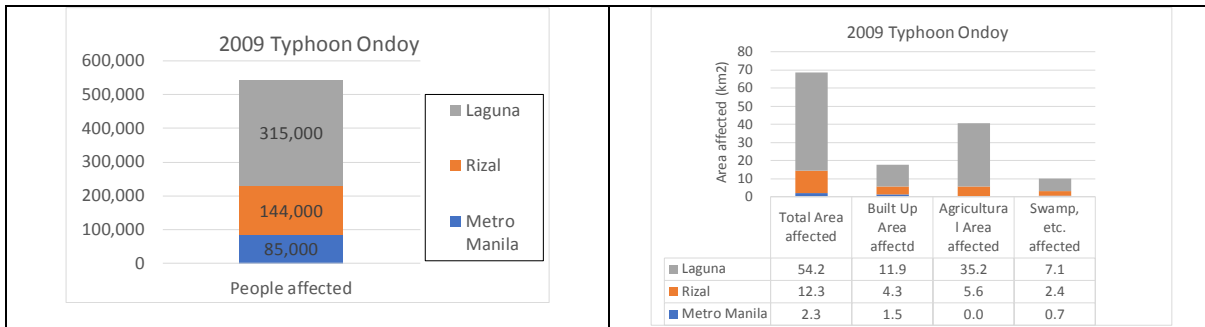 2009 Typhoon Ondoy
600,000
500,000
400,000
300,000
200,000
100,000
0
315,000
144,000
85,000
People affected
Laguna
Rizal
Metro
Manila
2009 Typhoon Ondoy
Area affected (km2)
80
70
60
50
40
30
20
10
0
Total Area
affected
Built Up
Area
affectd
Agricultura
l Area
affected
Swamp,
etc.
affected
Laguna 54.2 11.9 35.2 7.1
Rizal 12.3 4.3 5.6 2.4
Metro Manila 2.3 1.5 0.0 0.7